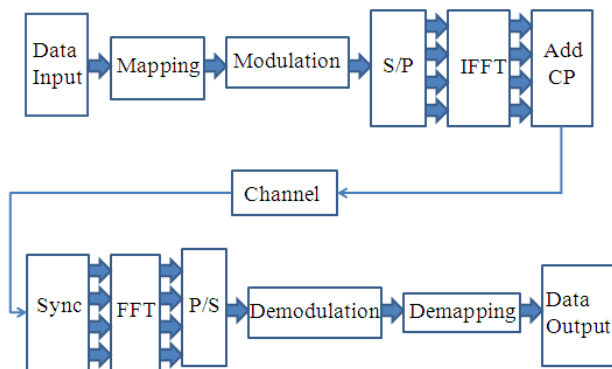 Data
Input
Mapping
Modulation
S/P
IFFT
Add
CP
Channel
Sync
FFT
P/S
Demodulation
Demapping
Data
Output